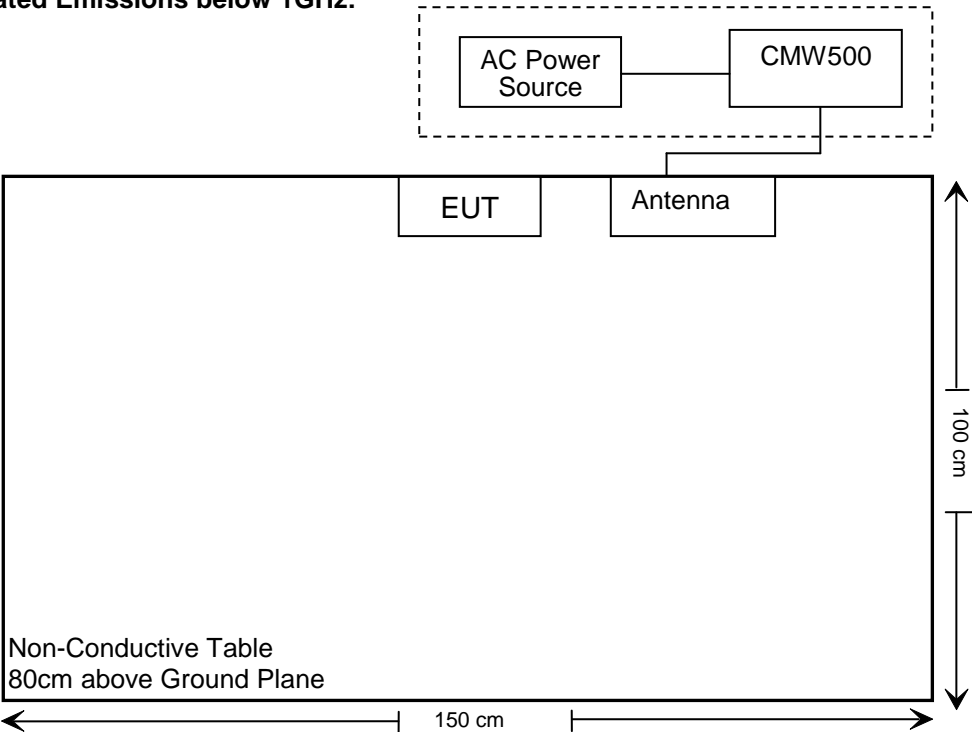 Emissions below 1GHz:
AC Power
Source
CMW500
EUT
Antenna
100 cm
Non-Conductive Table
80cm above Ground Plane
150 cm